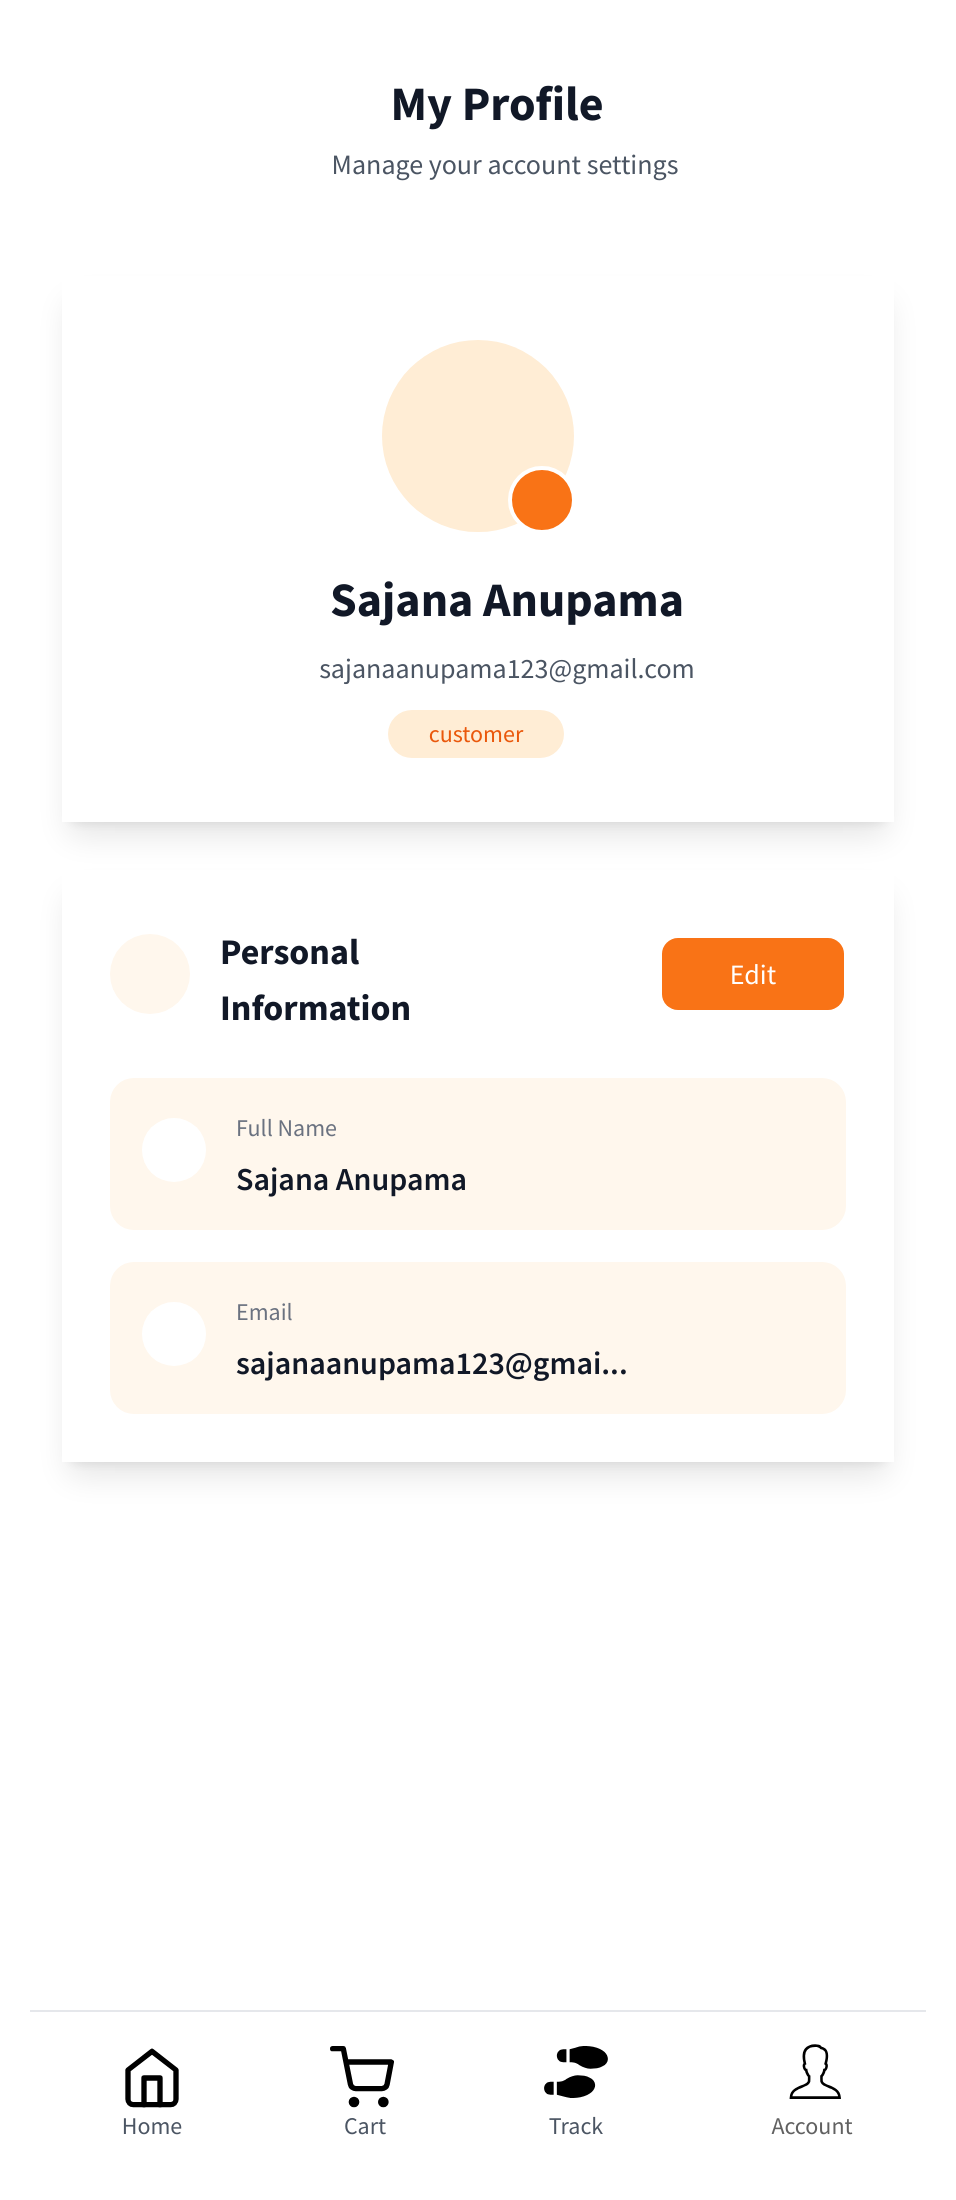 My Profile
Manage your account settings
Sajana Anupama
sajanaanupama123@gmail.com
customer
Personal
Information
Edit
Full Name
Sajana Anupama
Email
sajanaanupama123@gmai...
Home
Cart
Track
Account